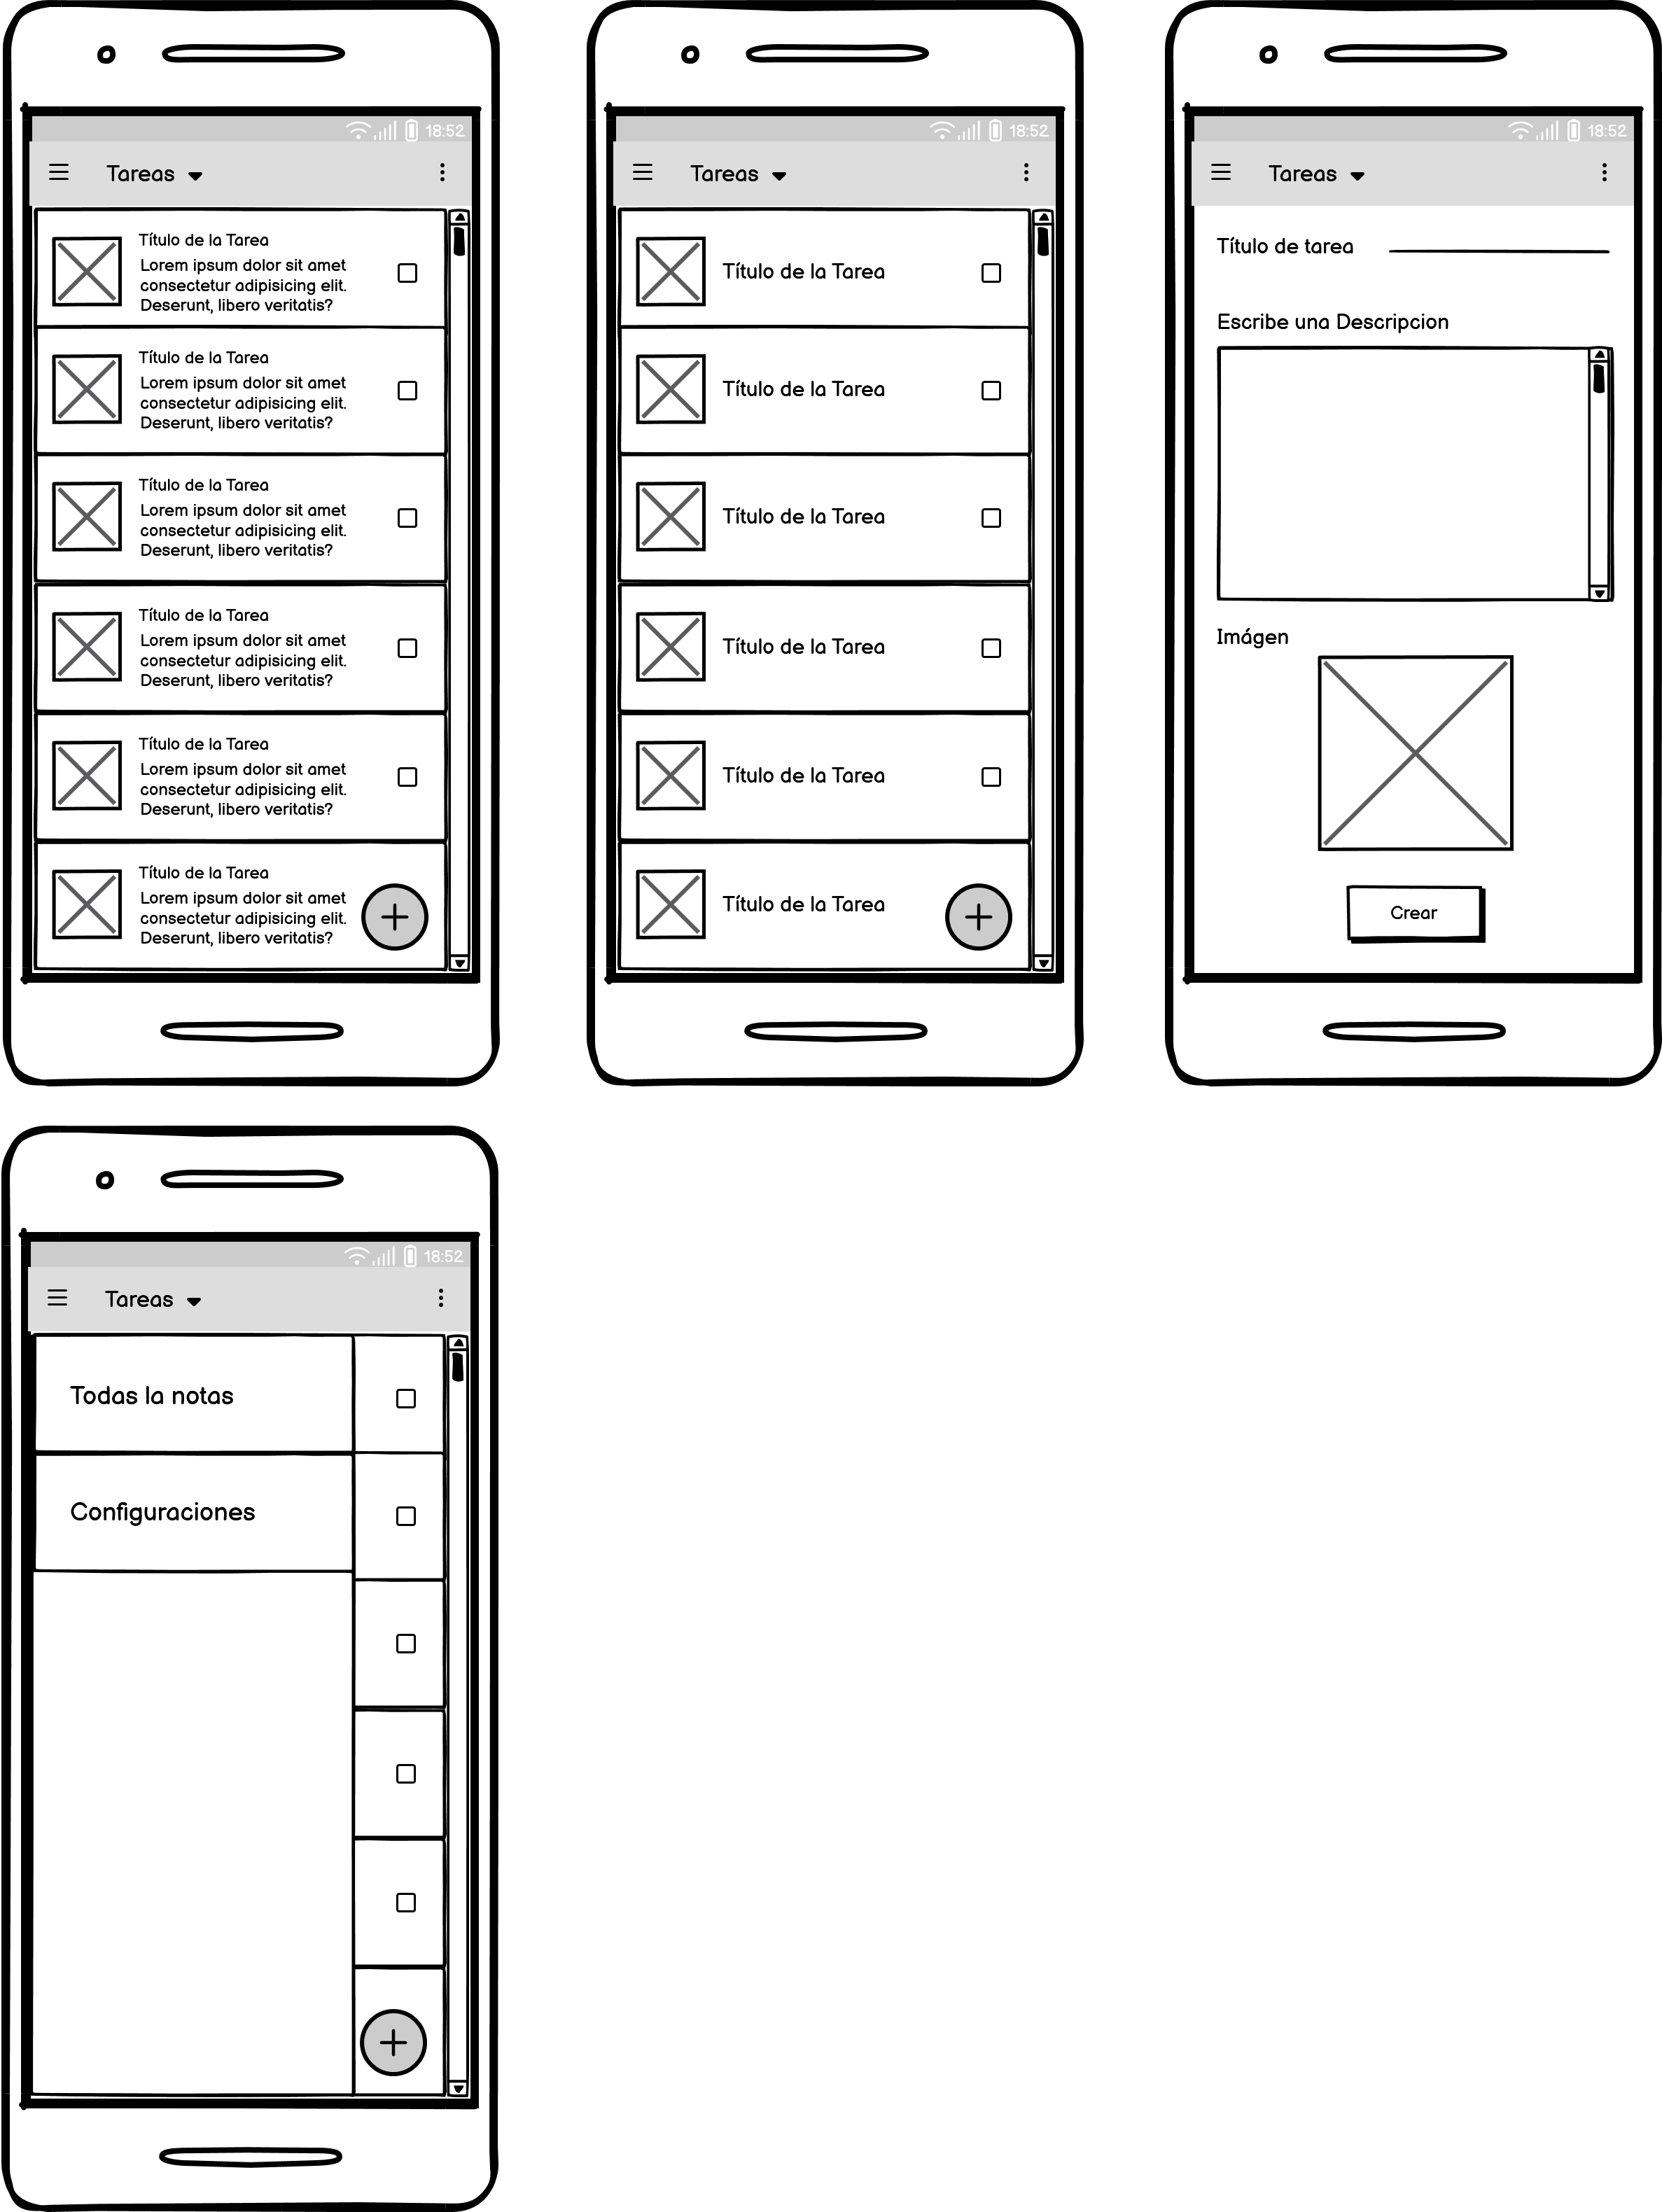 18:52
Tareas
Título de la Tarea
Lorem ipsum dolor sit amet
consectetur adipisicing elit.
Deserunt, libero veritatis?
Título de la Tarea
Lorem ipsum dolor sit amet
consectetur adipisicing elit.
Deserunt, libero veritatis?
Título de la Tarea
Lorem ipsum dolor sit amet
consectetur adipisicing elit.
Deserunt, libero veritatis?
Título de la Tarea
Lorem ipsum dolor sit amet
consectetur adipisicing elit.
Deserunt, libero veritatis?
Título de la Tarea
Lorem ipsum dolor sit amet
consectetur adipisicing elit.
Deserunt, libero veritatis?
Título de la Tarea
Lorem ipsum dolor sit amet
consectetur adipisicing elit.
Deserunt, libero veritatis?
18:52
Tareas
Título de la Tarea
Título de la Tarea
Título de la Tarea
Título de la Tarea
Título de la Tarea
Título de la Tarea
18:52
Tareas
Título de tarea
Escribe una Descripcion
Imágen
Crear
18:52
Tareas
Todas la notas
Configuraciones